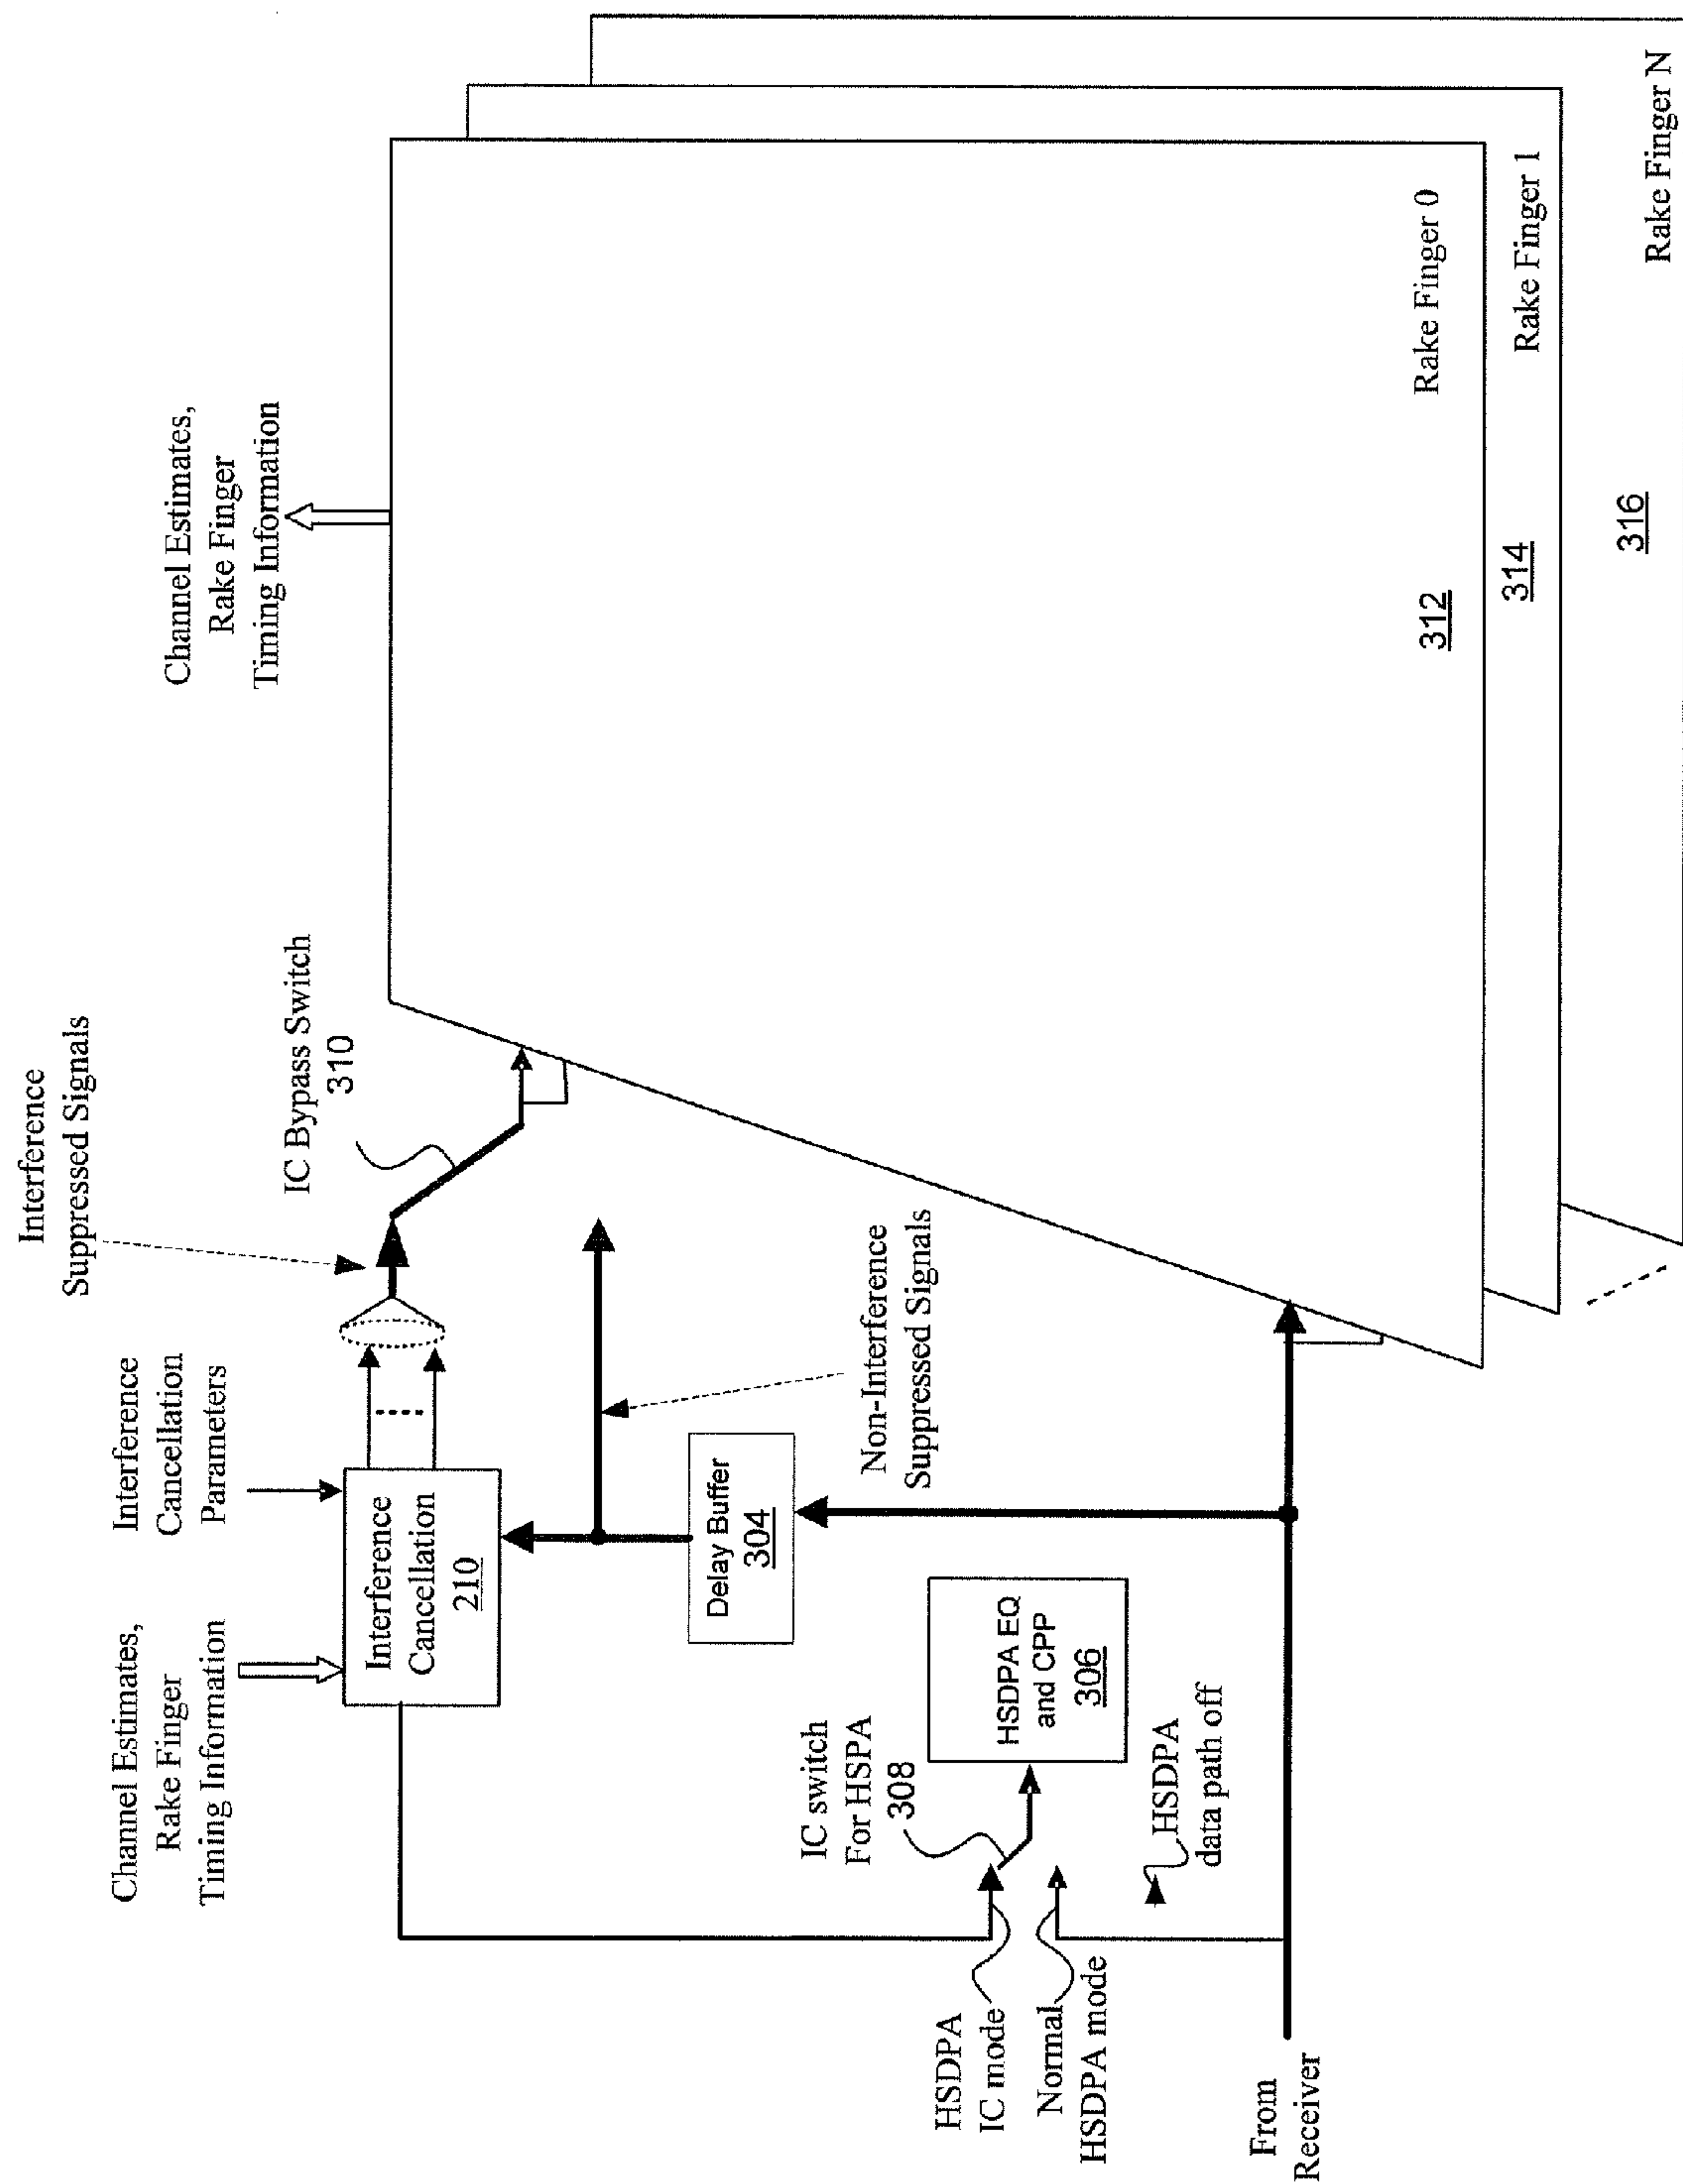 Channel Estimates,
Rake Finger
Timing Information
Interference
Cancellation
Parameters
Interference
Suppressed Signals
IC Bypass Switch
310
Channel Estimates,
Rake Finger
Timing Information
Interference
Cancellation
210
Delay Buffer
304
Non-Interference
Suppressed Signals
IC switch
For HSPA
308
HSDPA EQ
and CPP
306
HSDPA
IC mode
Normal
HSDPA mode
HSDPA
data path off
From
Receiver
312
Rake Finger 0
314
Rake Finger 1
316
Rake Finger N